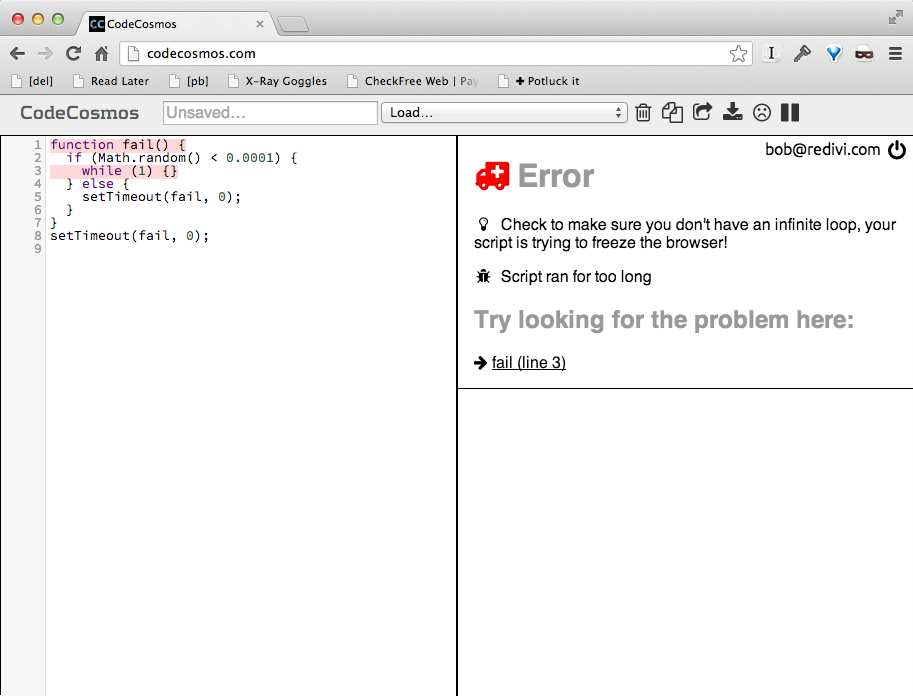 CC CodeCosmos
codecosmos.com
[del] Read Later [pb] X-Ray Goggles CheckFree Web | Pay + Potluck it
CodeCosmos Unsaved... Load...
bob@redivi.com
1 function fail() {
2 if (Math.random() < 0.0001) {
3 while (1) {}
4 } else {
5 setTimeout(fail, 0);
6 }
7 }
8 setTimeout(fail, 0);
9
Error
Check to make sure you don't have an infinite loop, your
script is trying to freeze the browser!
Script ran for too long
Try looking for the problem here:
fail (line 3)